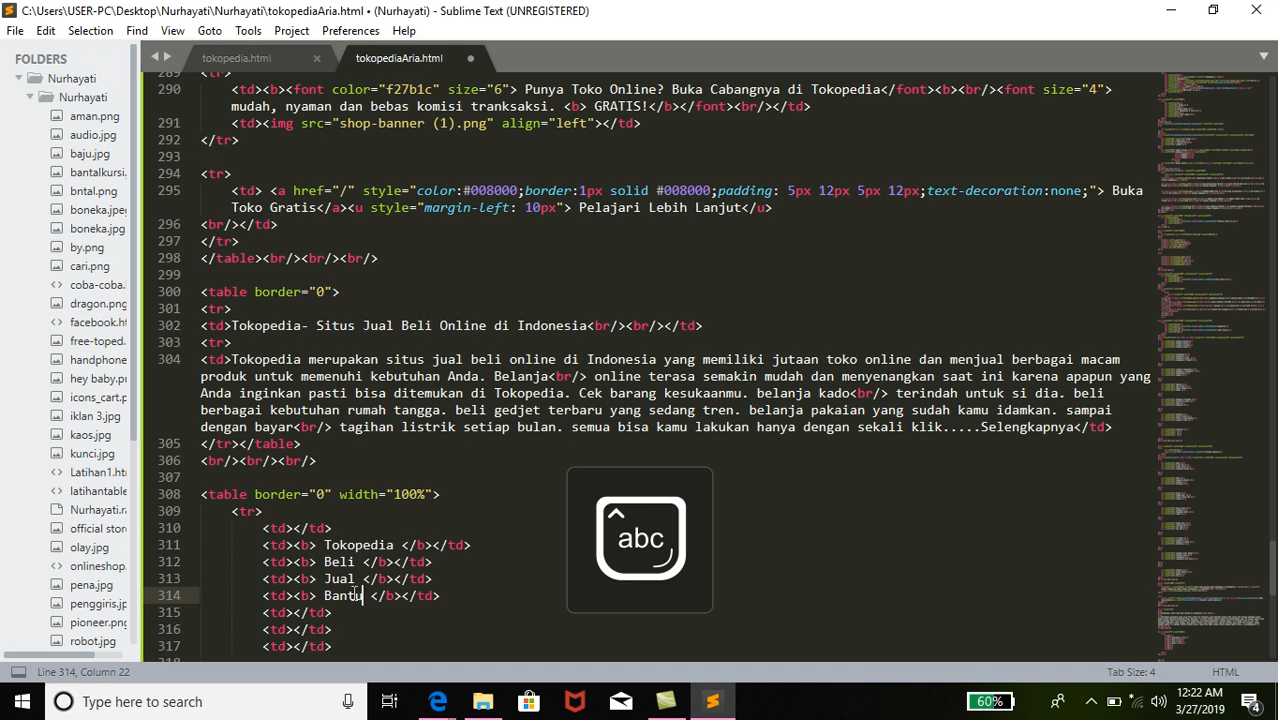 C:\Users\USER-PC\Desktop\Nurhayati\Nurhayati\tokopediaAria.html • (Nurhayati) - Sublime Text (UNREGISTERED)
File Edit Selection Find View Goto Tools Project Preferences Help
FOLDERS
Nurhayati
Nurhayati
aman.png
audio.jpg
baju.jpg
bantalkursi.
bntal.png
boneka.jpeg
boneka.jpg
by.png
cari.png
coba-coba.
dragon.png
facebook.ht
free-toped.
handphone
hey baby.pn
icons_cart.p
iklan 3.jpg
kaos.jpg
kunci.jpg
Latihan1.htm
latihantable
Nurhayati.ra
official store
olay.jpg
onlineshop.
pena.jpg
penggiris.jp
pioneer.png
robot.jpg
tokopedia.html × tokopediaAria.html
289 <tr>
290 <td><b><font color="f27b1c" size="6"> Punya Toko Online? Buka Cabangnya di Tokopedia</font><b><br/><font size="4">
mudah, nyaman dan bebas komisi tranksaksi. <b> GRATIS!</b></font><br/></td>
291 <td><img src="shop-banner (1).png" align="left"></td>
292 </tr>
293
294 <tr>
295 <td> <a href="/" style="color:#008000;border:1px solid #008000;paddıng: 5px 12px 5px 12px;text-decoration:none;"> Buka
Toko Gratis</a><u style="margin-left: 10px"> Pelajari Lebih Lanjut</u>
296 <br/></td>
297 </tr>
298 </table><br/><br/><br/>
299
300 <table border="0">
301 <tr>
302 <td>Tokopedia- Situs Jual Beli Online di Indonesia<br/><br/></td>
303 <tr>
304 <td>Tokopedia merupakan situs jual beli online di Indonesia yang memiliki jutaan toko online dan menjual berbagai macam
produk untuk memenuhi kebutuhan Anda. Belanja<br/> online terasa semakin mudah dan menyenangkan saat ini karena apapun yang
Anda inginkan pasti bisa ditemukan di Tokopedia. Cek barang kesukaanmu. belanja kado<br/> terindah untuk si dia. beli
berbagai kebutuhan rumah tangga. beli gedjet terbaru yang sedang tren. belanja pakaian yang sudah kamu idamkan. sampai
dengan bayar<br/> tagihan listrik setiap bulan. semua bisa kamu lakukan hanya dengan sekali klik.....Selengkapnya</td>
305 </tr></table>
306 <br/><br/><br/>
307
308 <table border="0" width="100%">
309 <tr>
310 <td></td>
311 <td><b> Tokopedia </b></td>
312 <td><b> Beli </b></td>
313 <td><b> Jual </b></td>
314 <td><b> Bantu </b></td>
315 <td></td>
316 <td></td>
317 <td></td>
318
abc
Line 314, Column 22 Tab Size: 4 HTML
Type here to search 60% 12:22 AM
3/27/2019 4